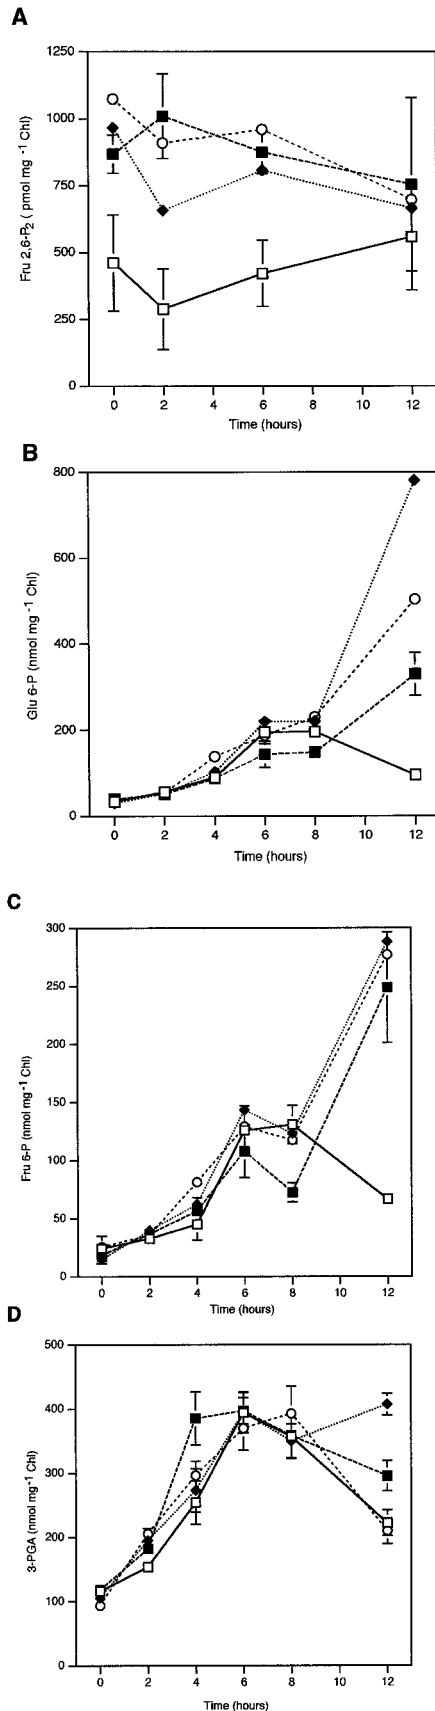 A
1250
1000
750
500
250
0
Fru 2,6-P2 ( pmol mg -1 Chl)
0 2 4 6 8 10 12
Time (hours)
B
800
600
400
200
0
Glu 6-P (nmol mg -1 Chl)
0 2 4 6 8 10 12
Time (hours)
C
300
250
200
150
100
50
0
Fru 6-P (nmol mg-1 Chl)
0 2 4 6 8 10 12
Time (hours)
D
500
400
300
200
100
0
3-PGA (nmol mg-1 Chl)
0 2 4 6 8 10 12
Time (hours)